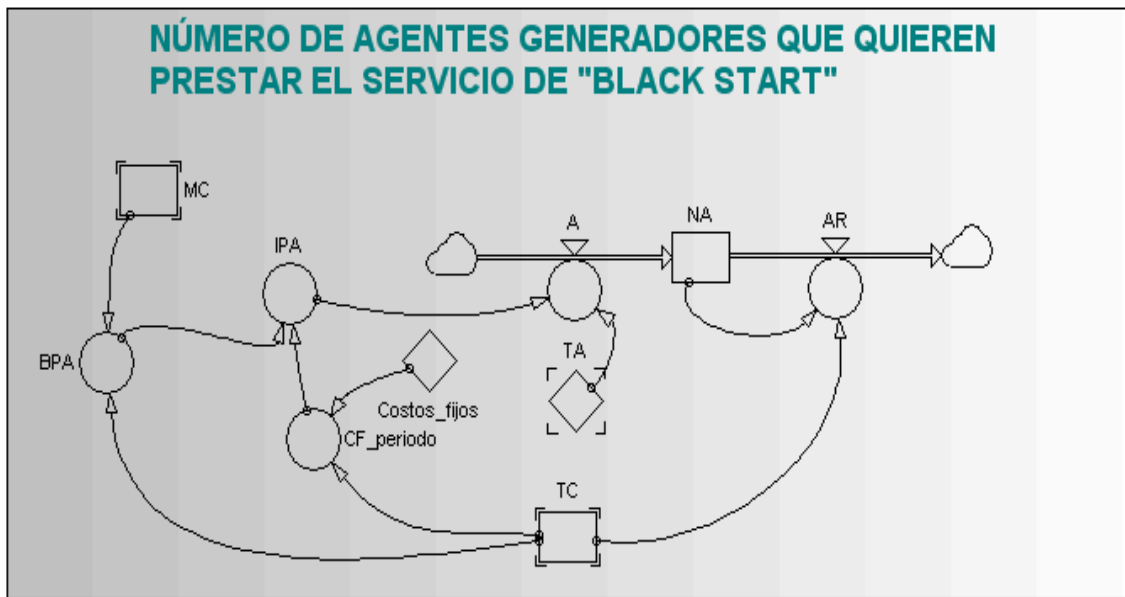 NÚMERO DE AGENTES GENERADORES QUE QUIEREN
PRESTAR EL SERVICIO DE "BLACK START"
MC
A
NA
AR
IPA
BPA
TA
Costos_fijos
CF_periodo
TC